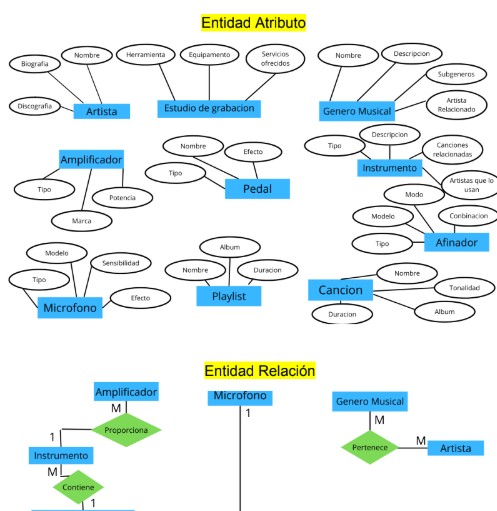 Entidad Atributo
Biografia
Nombre
Discografia
Artista
Herramienta
Equipamento
Servicios
ofrecidos
Estudio de grabacion
Nombre
Descripcion
Subgeneros
Artista
Relacionado
Genero Musical
Amplificador
Tipo
Marca
Potencia
Nombre
Efecto
Tipo
Pedal
Tipo
Descripcion
Canciones
relacionadas
Artistas que lo
usan
Instrumento
Modo
Modelo
Conbinacion
Tipo
Afinador
Modelo
Sensibilidad
Tipo
Efecto
Microfono
Album
Nombre
Duracion
Playlist
Nombre
Tonalidad
Cancion
Duracion
Album
Entidad Relación
Amplificador
M
Proporciona
1
Instrumento
M
Contiene
1
Microfono
1
Genero Musical
M
Pertenece
M
Artista